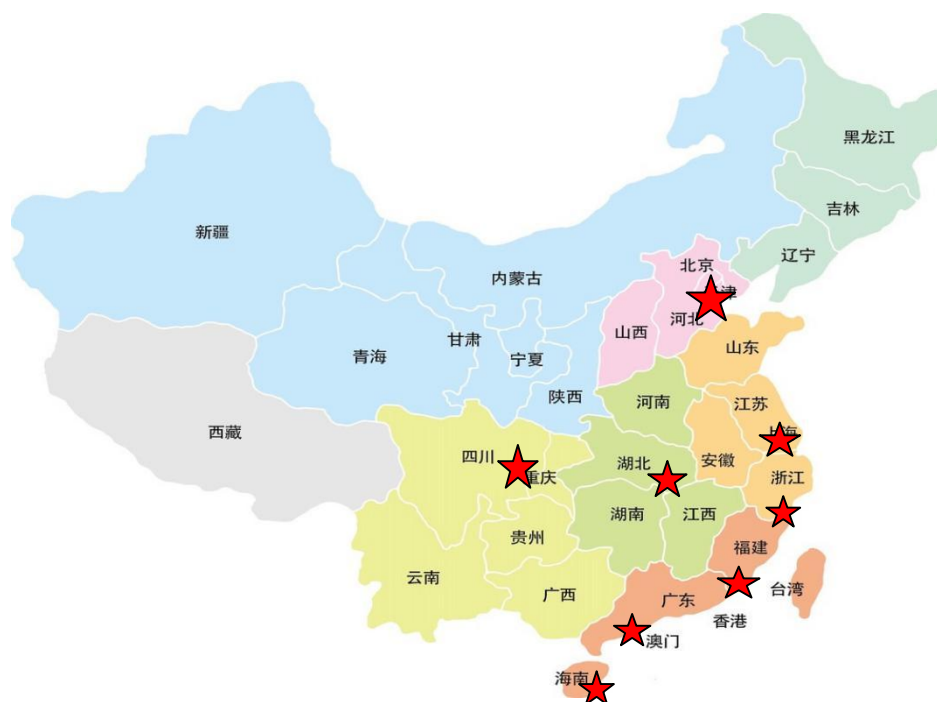 黑龙江
吉林
辽宁
新疆
内蒙古
北京
津
河北
山西
山东
甘肃
宁夏
青海
陕西
河南
江苏
西藏
四川
重庆
湖北
安徽
上海
浙江
湖南
江西
贵州
福建
云南
广西
广东
台湾
香港
澳门
海南